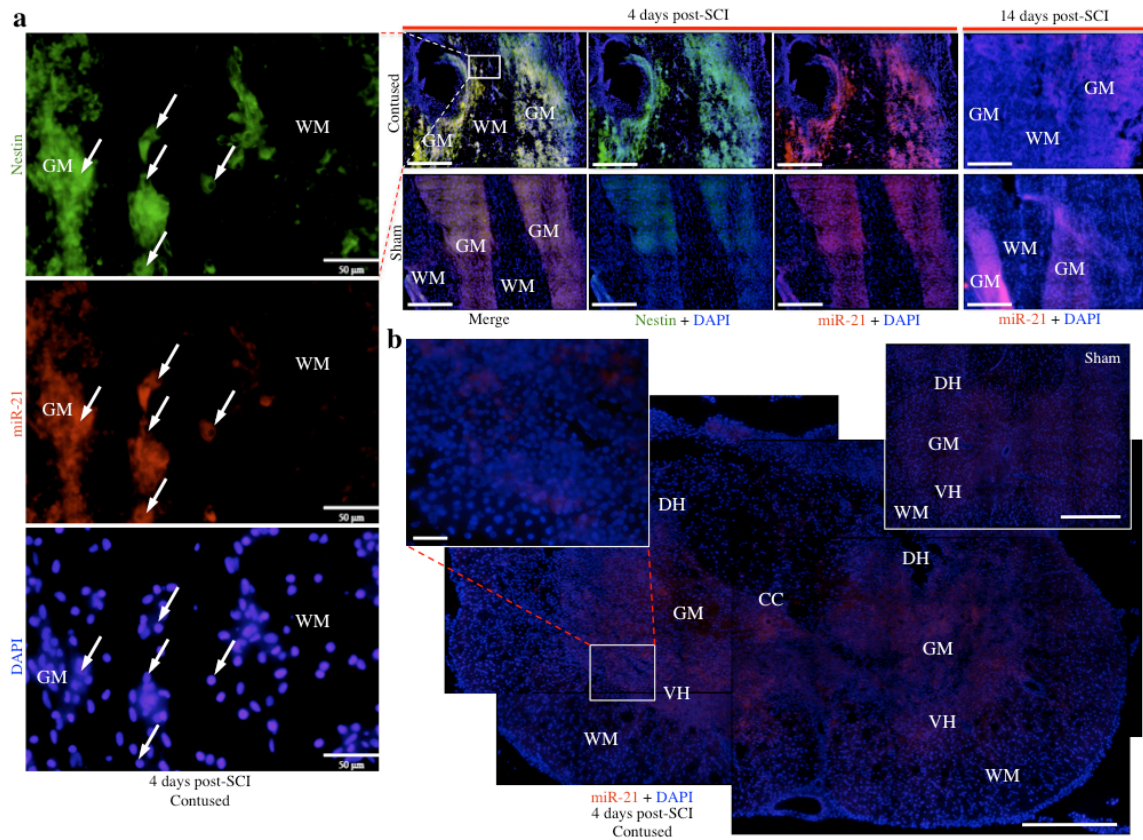 a
4 days post-SCI
14 days post-SCI
Nestin
GM
WM
50 µm
miR-21
GM
WM
50 µm
DAPI
GM
WM
50 µm
4 days post-SCI
Contused
Contused
GM
WM
GM
GM
WM
GM
Sham
WM
GM
WM
GM
GM
WM
GM
Merge
Nestin + DAPI
miR-21 + DAPI
miR-21 + DAPI
b
Sham
DH
GM
VH
WM
DH
DH
CC
GM
GM
VH
VH
WM
WM
miR-21 + DAPI
4 days post-SCI
Contused